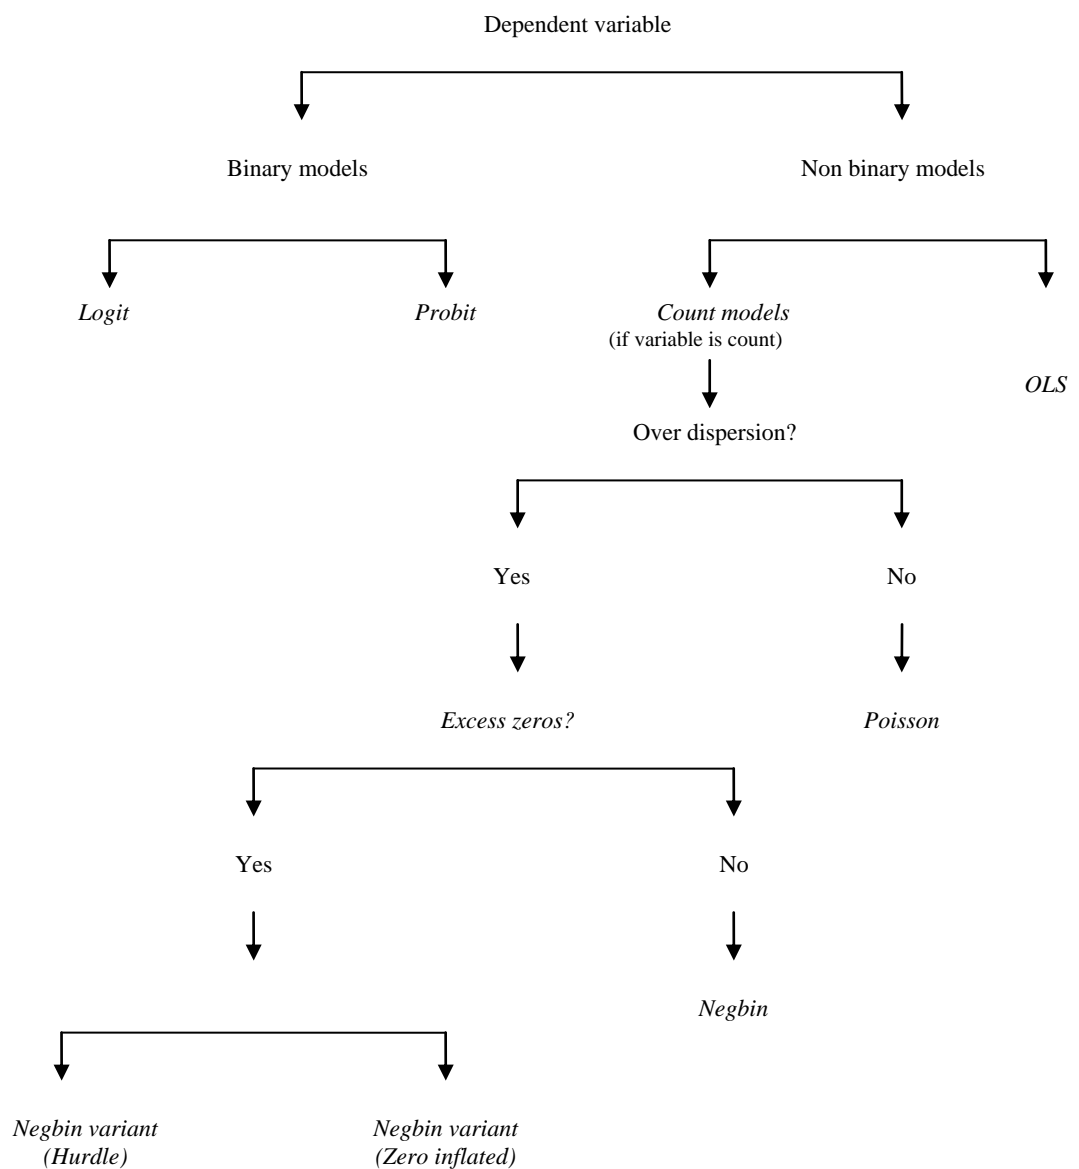 Dependent variable
Binary models
Non binary models
Logit
Probit
Count models
(if variable is count)
OLS
Over dispersion?
Yes
No
Excess zeros?
Poisson
Yes
No
Negbin
Negbin variant
(Hurdle)
Negbin variant
(Zero inflated)